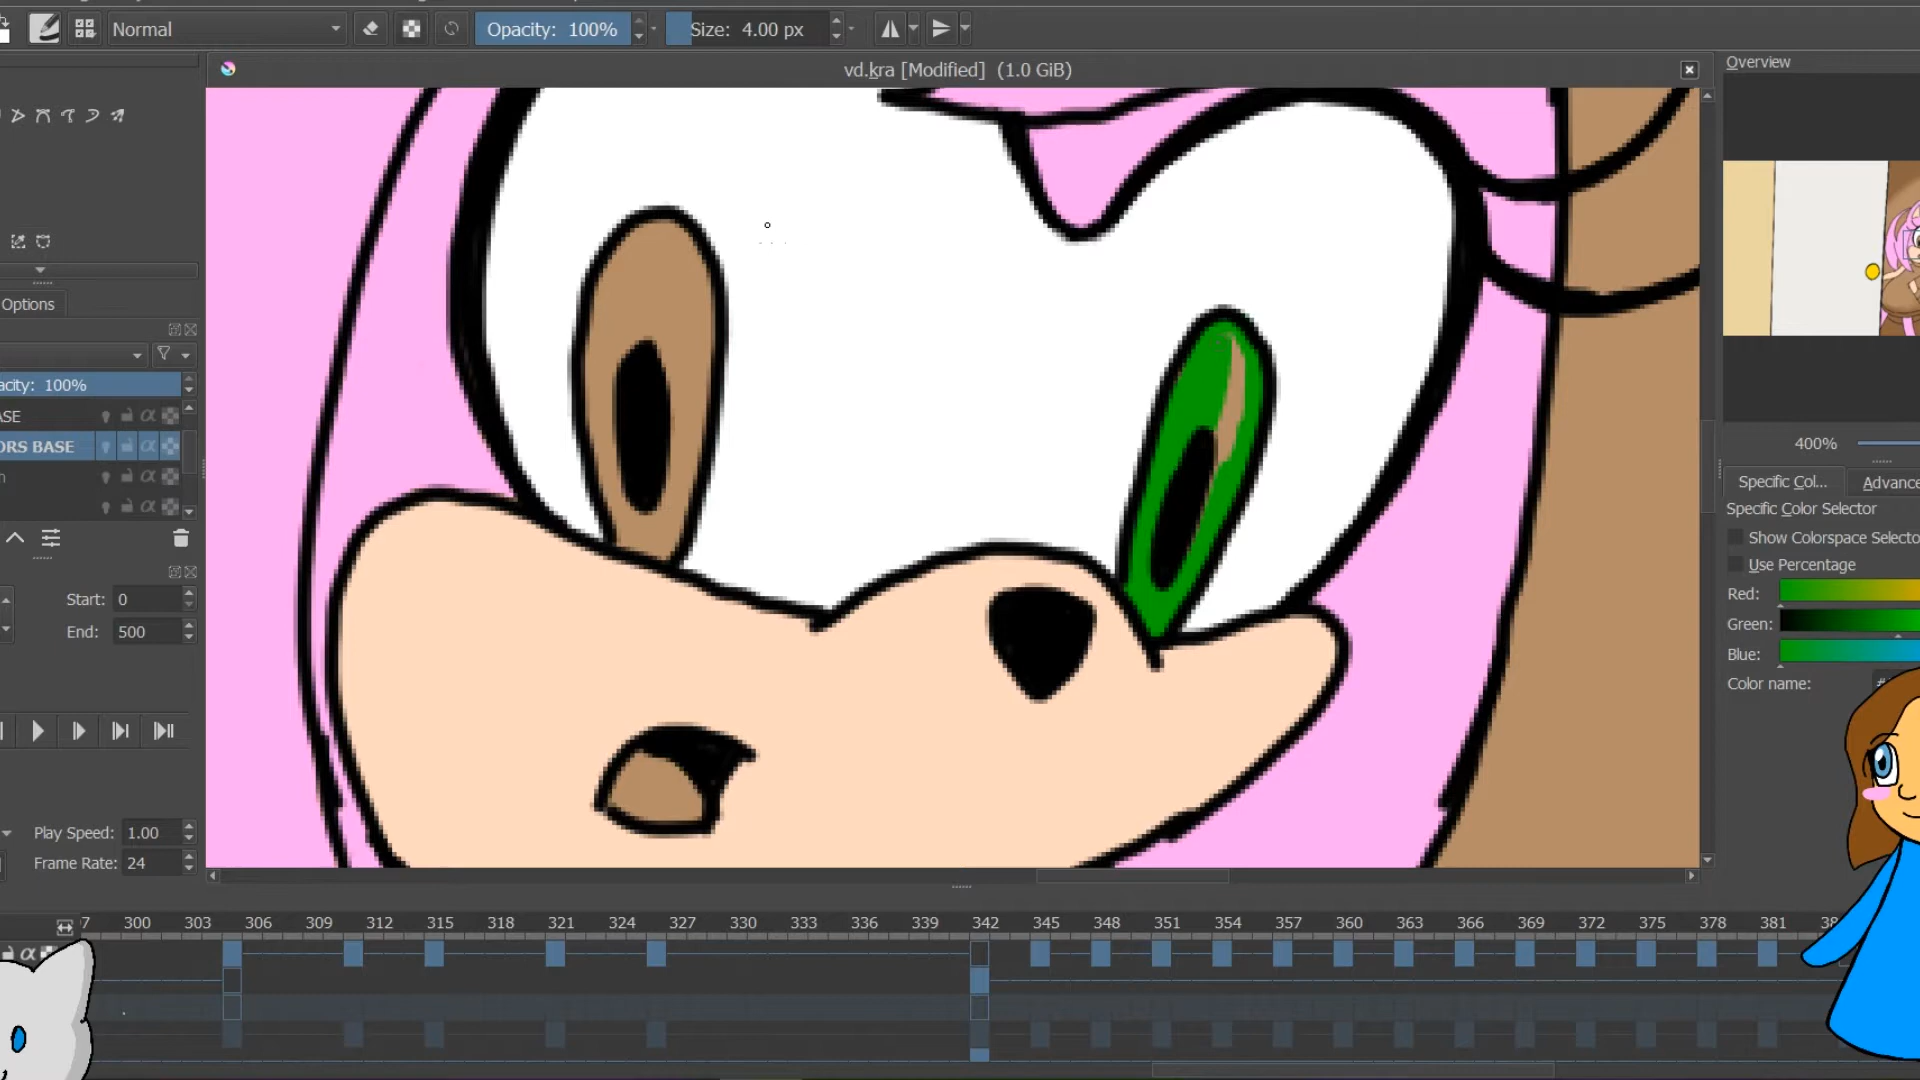 Normal
Opacity: 100%
Size: 4.00 px
vd.kra [Modified] (1.0 GiB)
Overview
Options
acity: 100%
ASE
ORS BASE
Start: 0
End: 500
Play Speed: 1.00
Frame Rate: 24
400%
Specific Col...
Advance
Specific Color Selector
Show Colorspace Selecto
Use Percentage
Red:
Green:
Blue:
Color name:
300 303 306 309 312 315 318 321 324 327 330 333 336 339 342 345 348 351 354 357 360 363 366 369 372 375 378 381